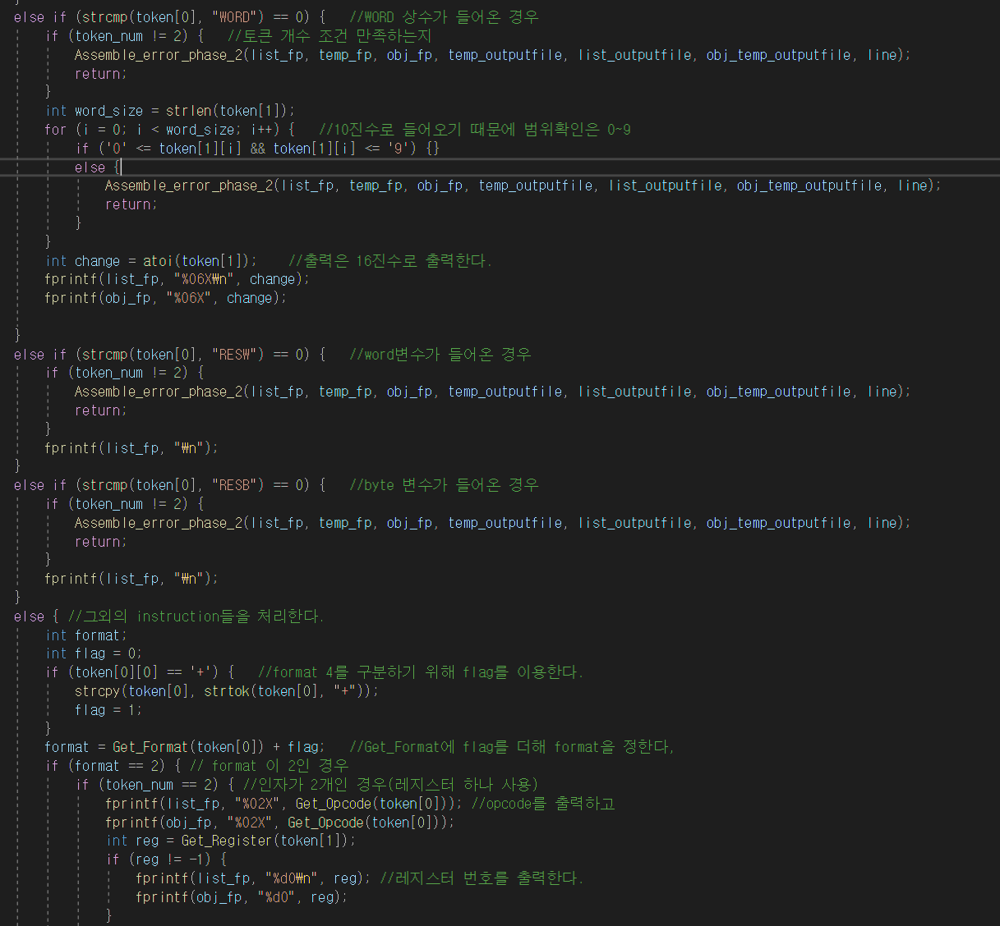 }
else if (strcmp(token[0], "WORD") == 0) {   //WORD 상수가 들어온 경우
    if (token_num != 2) {   //토큰 개수 조건 만족하는지
        Assemble_error_phase_2(list_fp, temp_fp, obj_fp, temp_outputfile, list_outputfile, obj_temp_outputfile, line);
        return;
    }
    int word_size = strlen(token[1]);
    for (i = 0; i < word_size; i++) {   //10진수로 들어오기 때문에 범위확인은 0~9
        if ('0' <= token[1][i] && token[1][i] <= '9') {}
        else {
            Assemble_error_phase_2(list_fp, temp_fp, obj_fp, temp_outputfile, list_outputfile, obj_temp_outputfile, line);
            return;
        }
    }
    int change = atoi(token[1]);    //출력은 16진수로 출력한다.
    fprintf(list_fp, "%06X₩n", change);
    fprintf(obj_fp, "%06X", change);
}
else if (strcmp(token[0], "RESW") == 0) {   //word변수가 들어온 경우
    if (token_num != 2) {
        Assemble_error_phase_2(list_fp, temp_fp, obj_fp, temp_outputfile, list_outputfile, obj_temp_outputfile, line);
        return;
    }
    fprintf(list_fp, "₩n");
}
else if (strcmp(token[0], "RESB") == 0) {   //byte 변수가 들어온 경우
    if (token_num != 2) {
        Assemble_error_phase_2(list_fp, temp_fp, obj_fp, temp_outputfile, list_outputfile, obj_temp_outputfile, line);
        return;
    }
    fprintf(list_fp, "₩n");
}
else { //그외의 instruction들을 처리한다.
    int format;
    int flag = 0;
    if (token[0][0] == '+') {   //format 4를 구분하기 위해 flag를 이용한다.
        strcpy(token[0], strtok(token[0], "+"));
        flag = 1;
    }
    format = Get_Format(token[0]) + flag;   //Get_Format에 flag를 더해 format을 정한다,
    if (format == 2) { // format 이 2인 경우
        if (token_num == 2) { //인자가 2개인 경우(레지스터 하나 사용)
            fprintf(list_fp, "%02X", Get_Opcode(token[0])); //opcode를 출력하고
            fprintf(obj_fp, "%02X", Get_Opcode(token[0]));
            int reg = Get_Register(token[1]);
            if (reg != -1) {
                fprintf(list_fp, "%d0₩n", reg); //레지스터 번호를 출력한다.
                fprintf(obj_fp, "%d0", reg);
            }